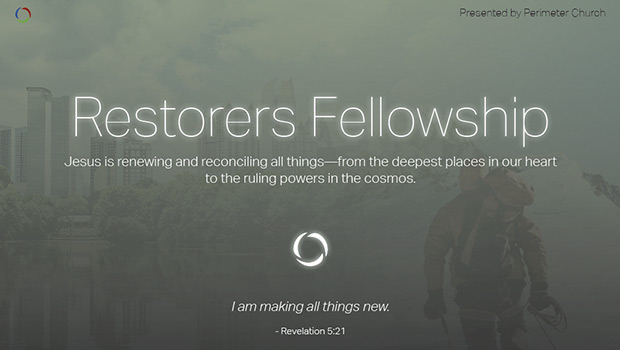 Presented by Perimeter Church
Restorers Fellowship
Jesus is renewing and reconciling all things—from the deepest places in our heart
to the ruling powers in the cosmos.
I am making all things new.
- Revelation 5:21